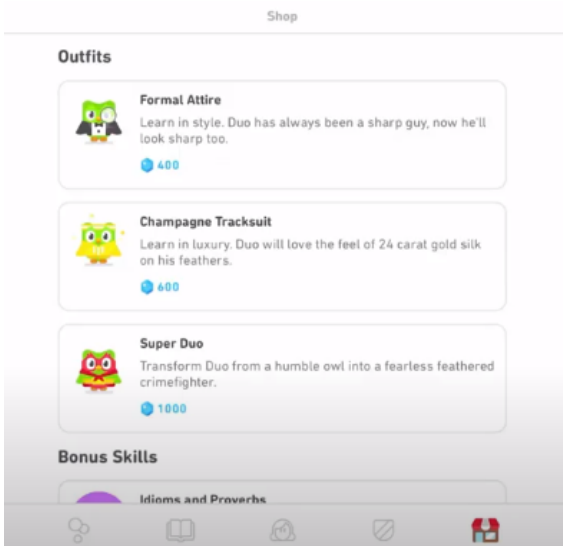 Shop
Outfits
Formal Attire
Learn in style. Duo has always been a sharp guy, now he'll
look sharp too.
400
Champagne Tracksuit
Learn in luxury. Duo will love the feel of 24 carat gold silk
on his feathers.
600
Super Duo
Transform Duo from a humble owl into a fearless feathered
crimefighter.
1000
Bonus Skills
Idioms and Proverbs